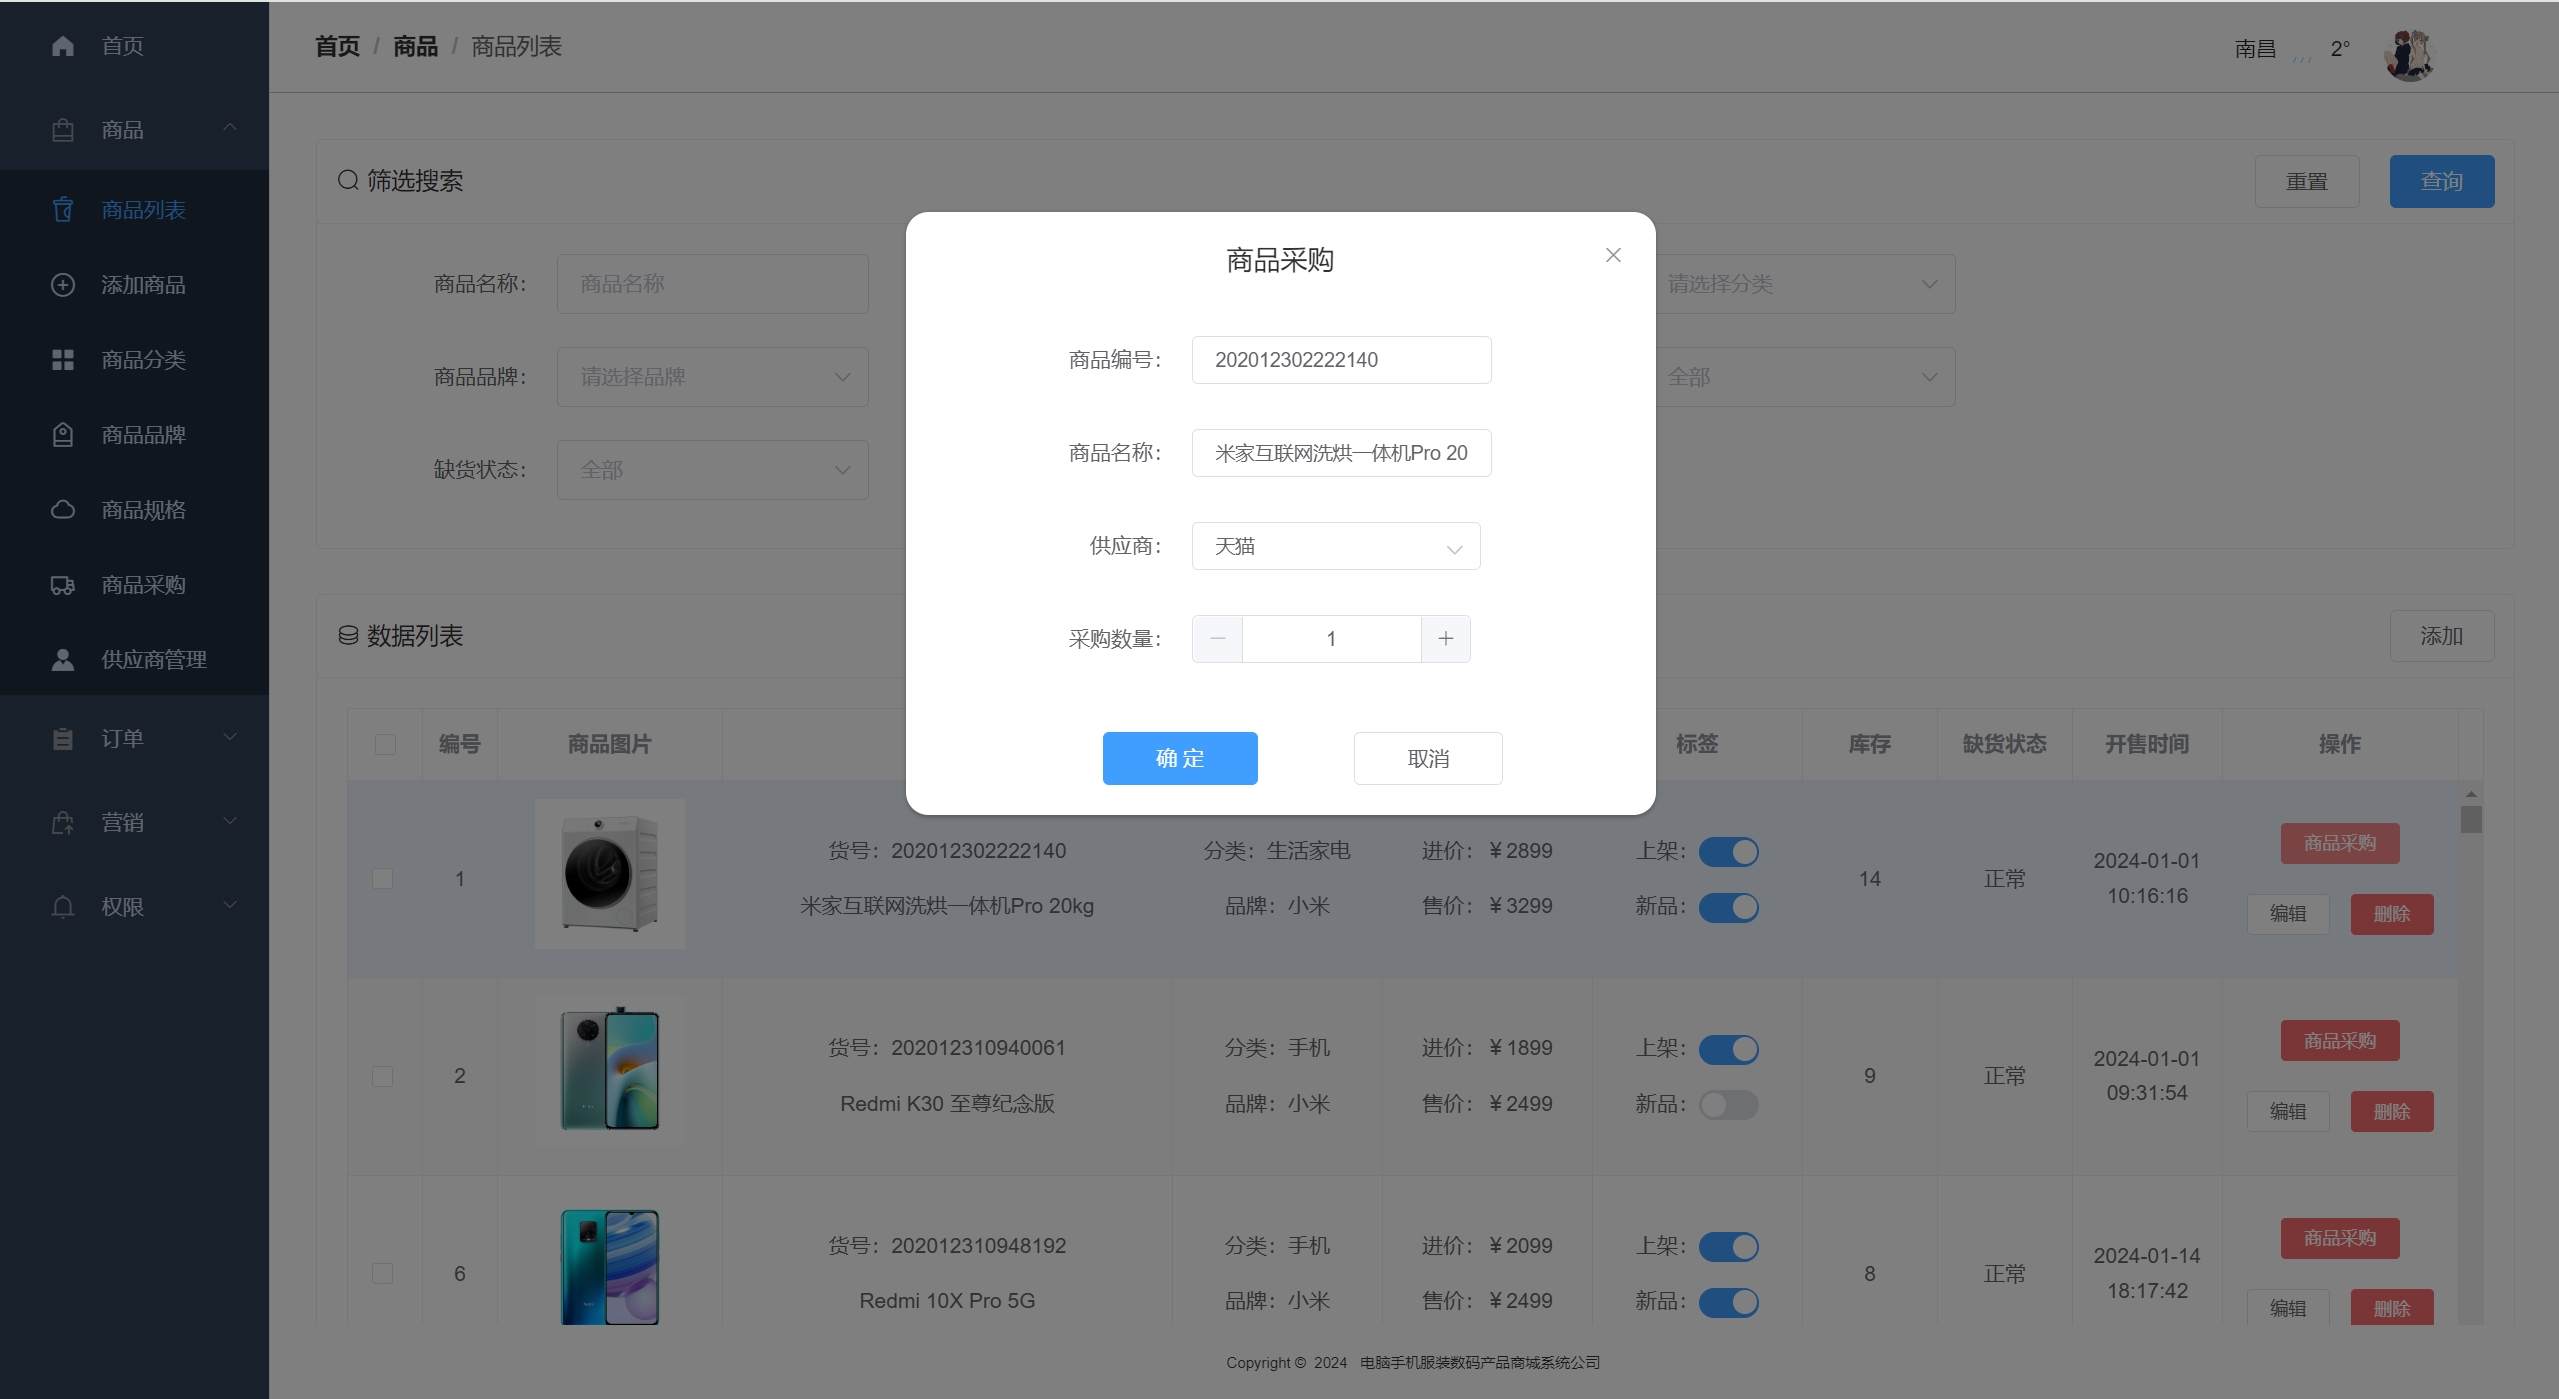 首页
商品
商品列表
添加商品
商品分类
商品品牌
商品规格
商品采购
供应商管理
订单
营销
权限
首页 / 商品 / 商品列表
南昌 2°
筛选搜索
重置 查询
商品名称： 商品名称
请选择分类
商品品牌： 请选择品牌
全部
缺货状态： 全部
商品采购
商品编号： 202012302222140
商品名称： 米家互联网洗烘一体机Pro 20
供应商： 天猫
采购数量： 1
确 定 取消
数据列表
添加
编号 商品图片 标签 库存 缺货状态 开售时间 操作
1
货号：202012302222140
米家互联网洗烘一体机Pro 20kg
分类：生活家电
品牌：小米
进价：￥2899
售价：￥3299
上架：
新品：
14
正常
2024-01-01
10:16:16
商品采购
编辑 删除
2
货号：202012310940061
Redmi K30 至尊纪念版
分类：手机
品牌：小米
进价：￥1899
售价：￥2499
上架：
新品：
9
正常
2024-01-01
09:31:54
商品采购
编辑 删除
6
货号：202012310948192
Redmi 10X Pro 5G
分类：手机
品牌：小米
进价：￥2099
售价：￥2499
上架：
新品：
8
正常
2024-01-14
18:17:42
商品采购
编辑 删除
Copyright © 2024 电脑手机服装数码产品商城系统公司